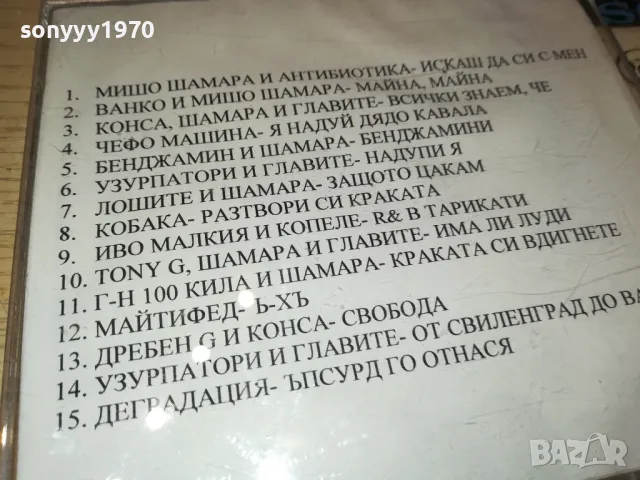 sonyyy1970
1. МИШО ШАМАРА И АНТИБИОТИКА- ИСКАШ ДА СИ С МЕН
2. ВАНКО И МИШО ШАМАРА- МАЙНА, МАЙНА
3. КОНСА, ШАМАРА И ГЛАВИТЕ- ВСИЧКИ ЗНАЕМ, ЧЕ
4. ЧЕФО МАШИНА- Я НАДУЙ ДЯДО КАВАЛА
5. БЕНДЖАМИН И ШАМАРА- БЕНДЖАМИНИ
6. УЗУРПАТОРИ И ГЛАВИТЕ- НАДУПИ Я
7. ЛОШИТЕ И ШАМАРА- ЗАЩОТО ЦАКАМ
8. КОБАКА- РАЗТВОРИ СИ КРАКАТА
9. ИВО МАЛКИЯ И КОПЕЛЕ- R& В ТАРИКАТИ
10. TONY G, ШАМАРА И ГЛАВИТЕ- ИМА ЛИ ЛУДИ
11. Г-Н 100 КИЛА И ШАМАРА- КРАКАТА СИ ВДИГНЕТЕ
12. МАЙТИФЕД- Ъ-ХЪ
13. ДРЕБЕН G И КОНСА- СВОБОДА
14. УЗУРПАТОРИ И ГЛАВИТЕ- ОТ СВИЛЕНГРАД ДО ВА
15. ДЕГРАДАЦИЯ- ЪПСУРД ГО ОТНАСЯ
BAZAR